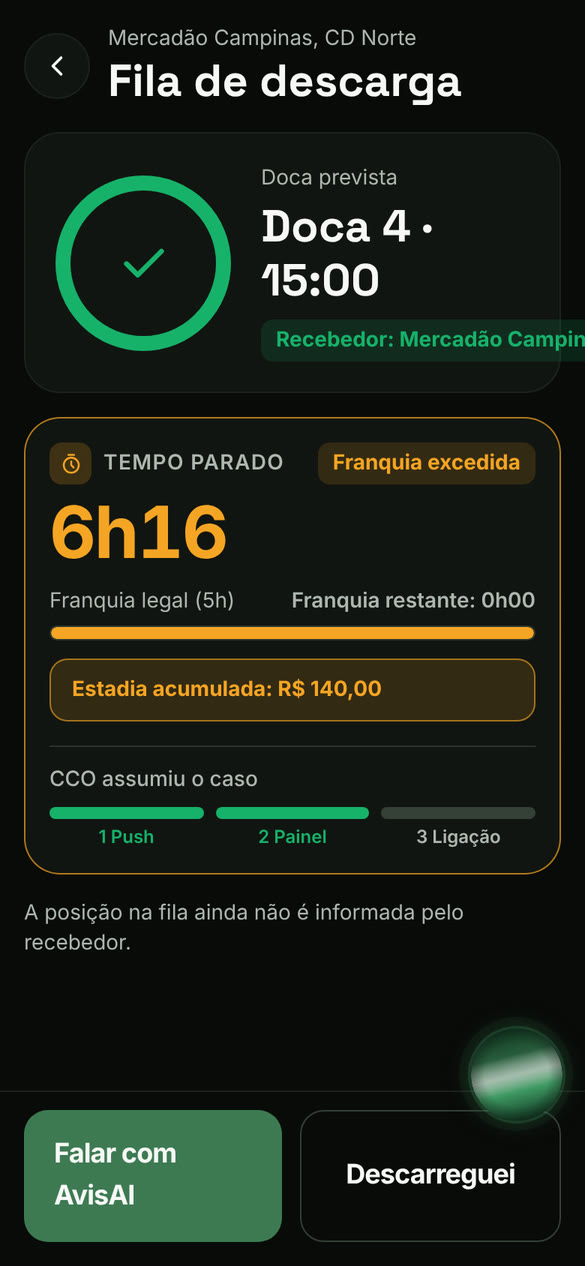 Mercadão Campinas, CD Norte
Fila de descarga
Doca prevista
Doca 4 ·
15:00
Recebedor: Mercadão Campin
TEMPO PARADO
Franquia excedida
6h16
Franquia legal (5h)
Franquia restante: 0h00
Estadia acumulada: R$ 140,00
CCO assumiu o caso
1 Push
2 Painel
3 Ligação
A posição na fila ainda não é informada pelo
recebedor.
Falar com
AvisAI
Descarreguei